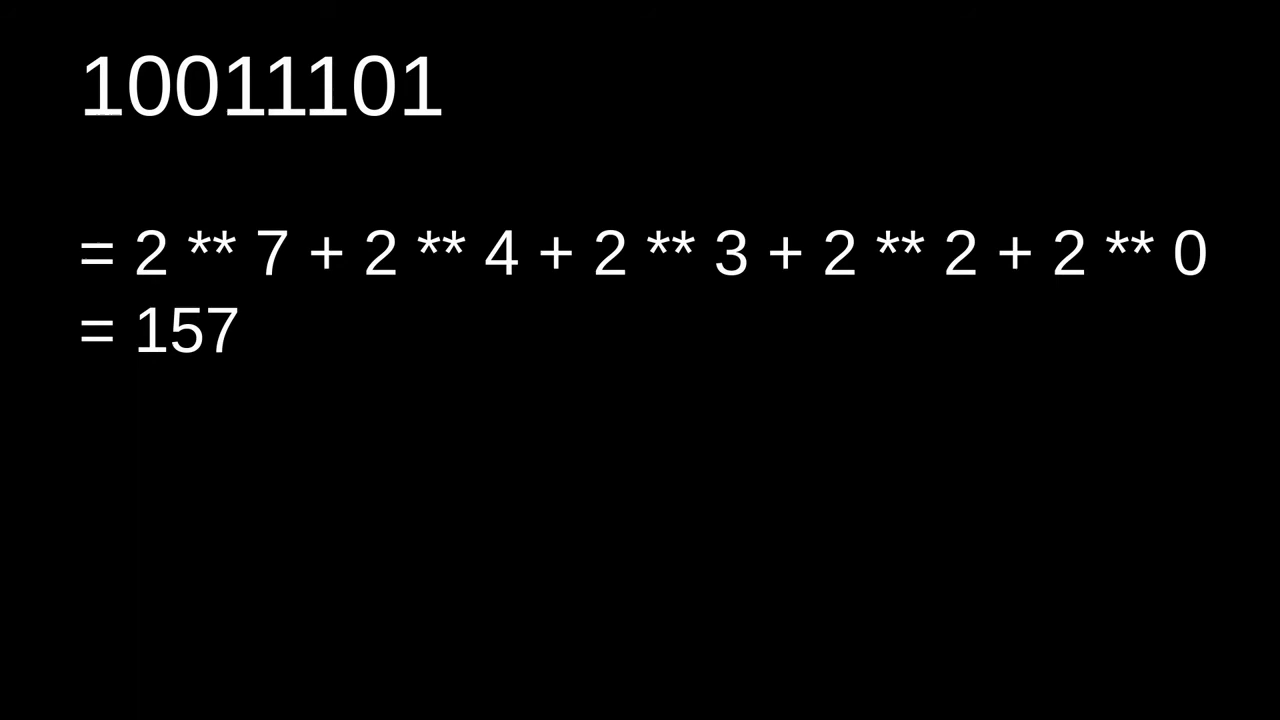 10011101
= 2 ** 7 + 2 ** 4 + 2 ** 3 + 2 ** 2 + 2 ** 0
= 157